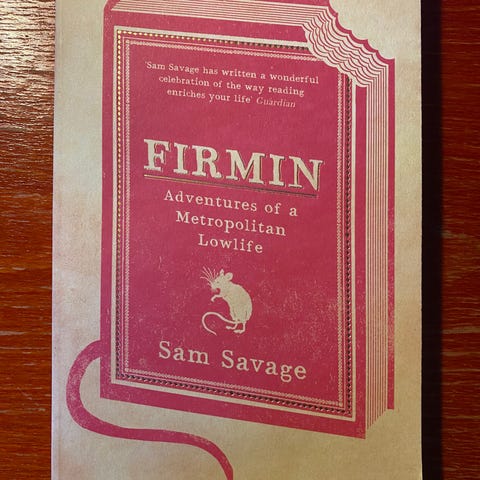 'Sam Savage has written a wonderful
celebration of the way reading
enriches your life' Guardian
FIRMIN
Adventures of a
Metropolitan
Lowlife
Sam Savage